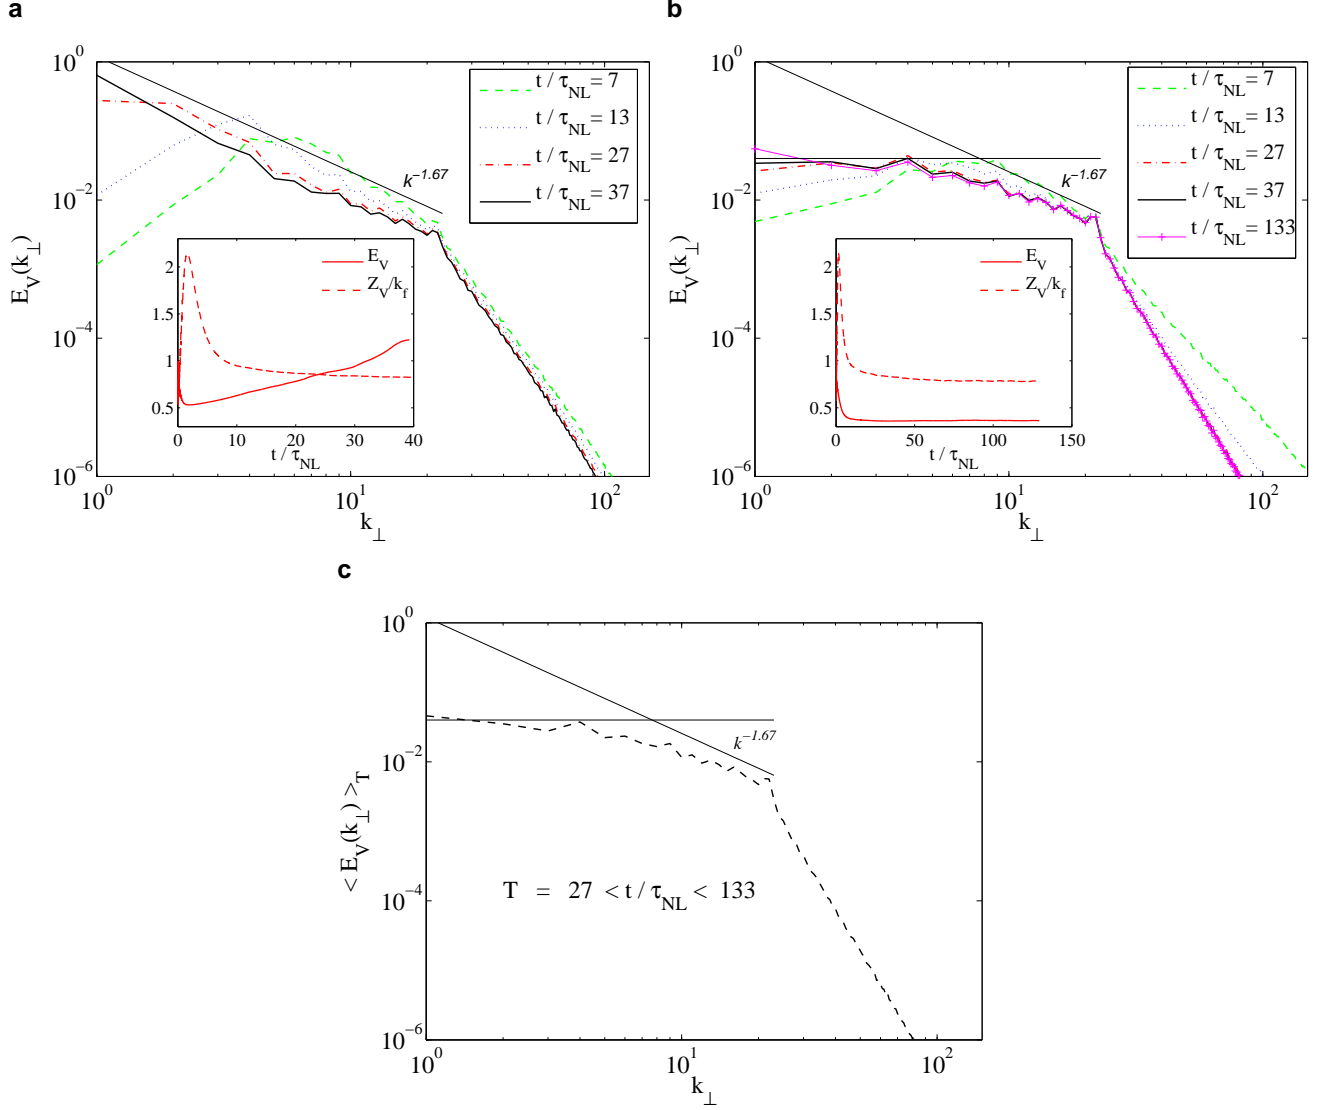 a
10^0
10^-2
10^-4
10^-6
E_V(k_⊥)
t / τ_NL = 7
t / τ_NL = 13
t / τ_NL = 27
t / τ_NL = 37
k^-1.67
2
1.5
1
0.5
0 10 20 30 40
t / τ_NL
E_V
Z_V/k_f
10^0 10^1 10^2
k_⊥
b
10^0
10^-2
10^-4
10^-6
E_V(k_⊥)
t / τ_NL = 7
t / τ_NL = 13
t / τ_NL = 27
t / τ_NL = 37
t / τ_NL = 133
k^-1.67
2
1.5
1
0.5
0 50 100 150
t / τ_NL
E_V
Z_V/k_f
10^0 10^1 10^2
k_⊥
c
10^0
10^-2
10^-4
10^-6
< E_V(k_⊥) >_T
k^-1.67
T = 27 < t / τ_NL < 133
10^0 10^1 10^2
k_⊥